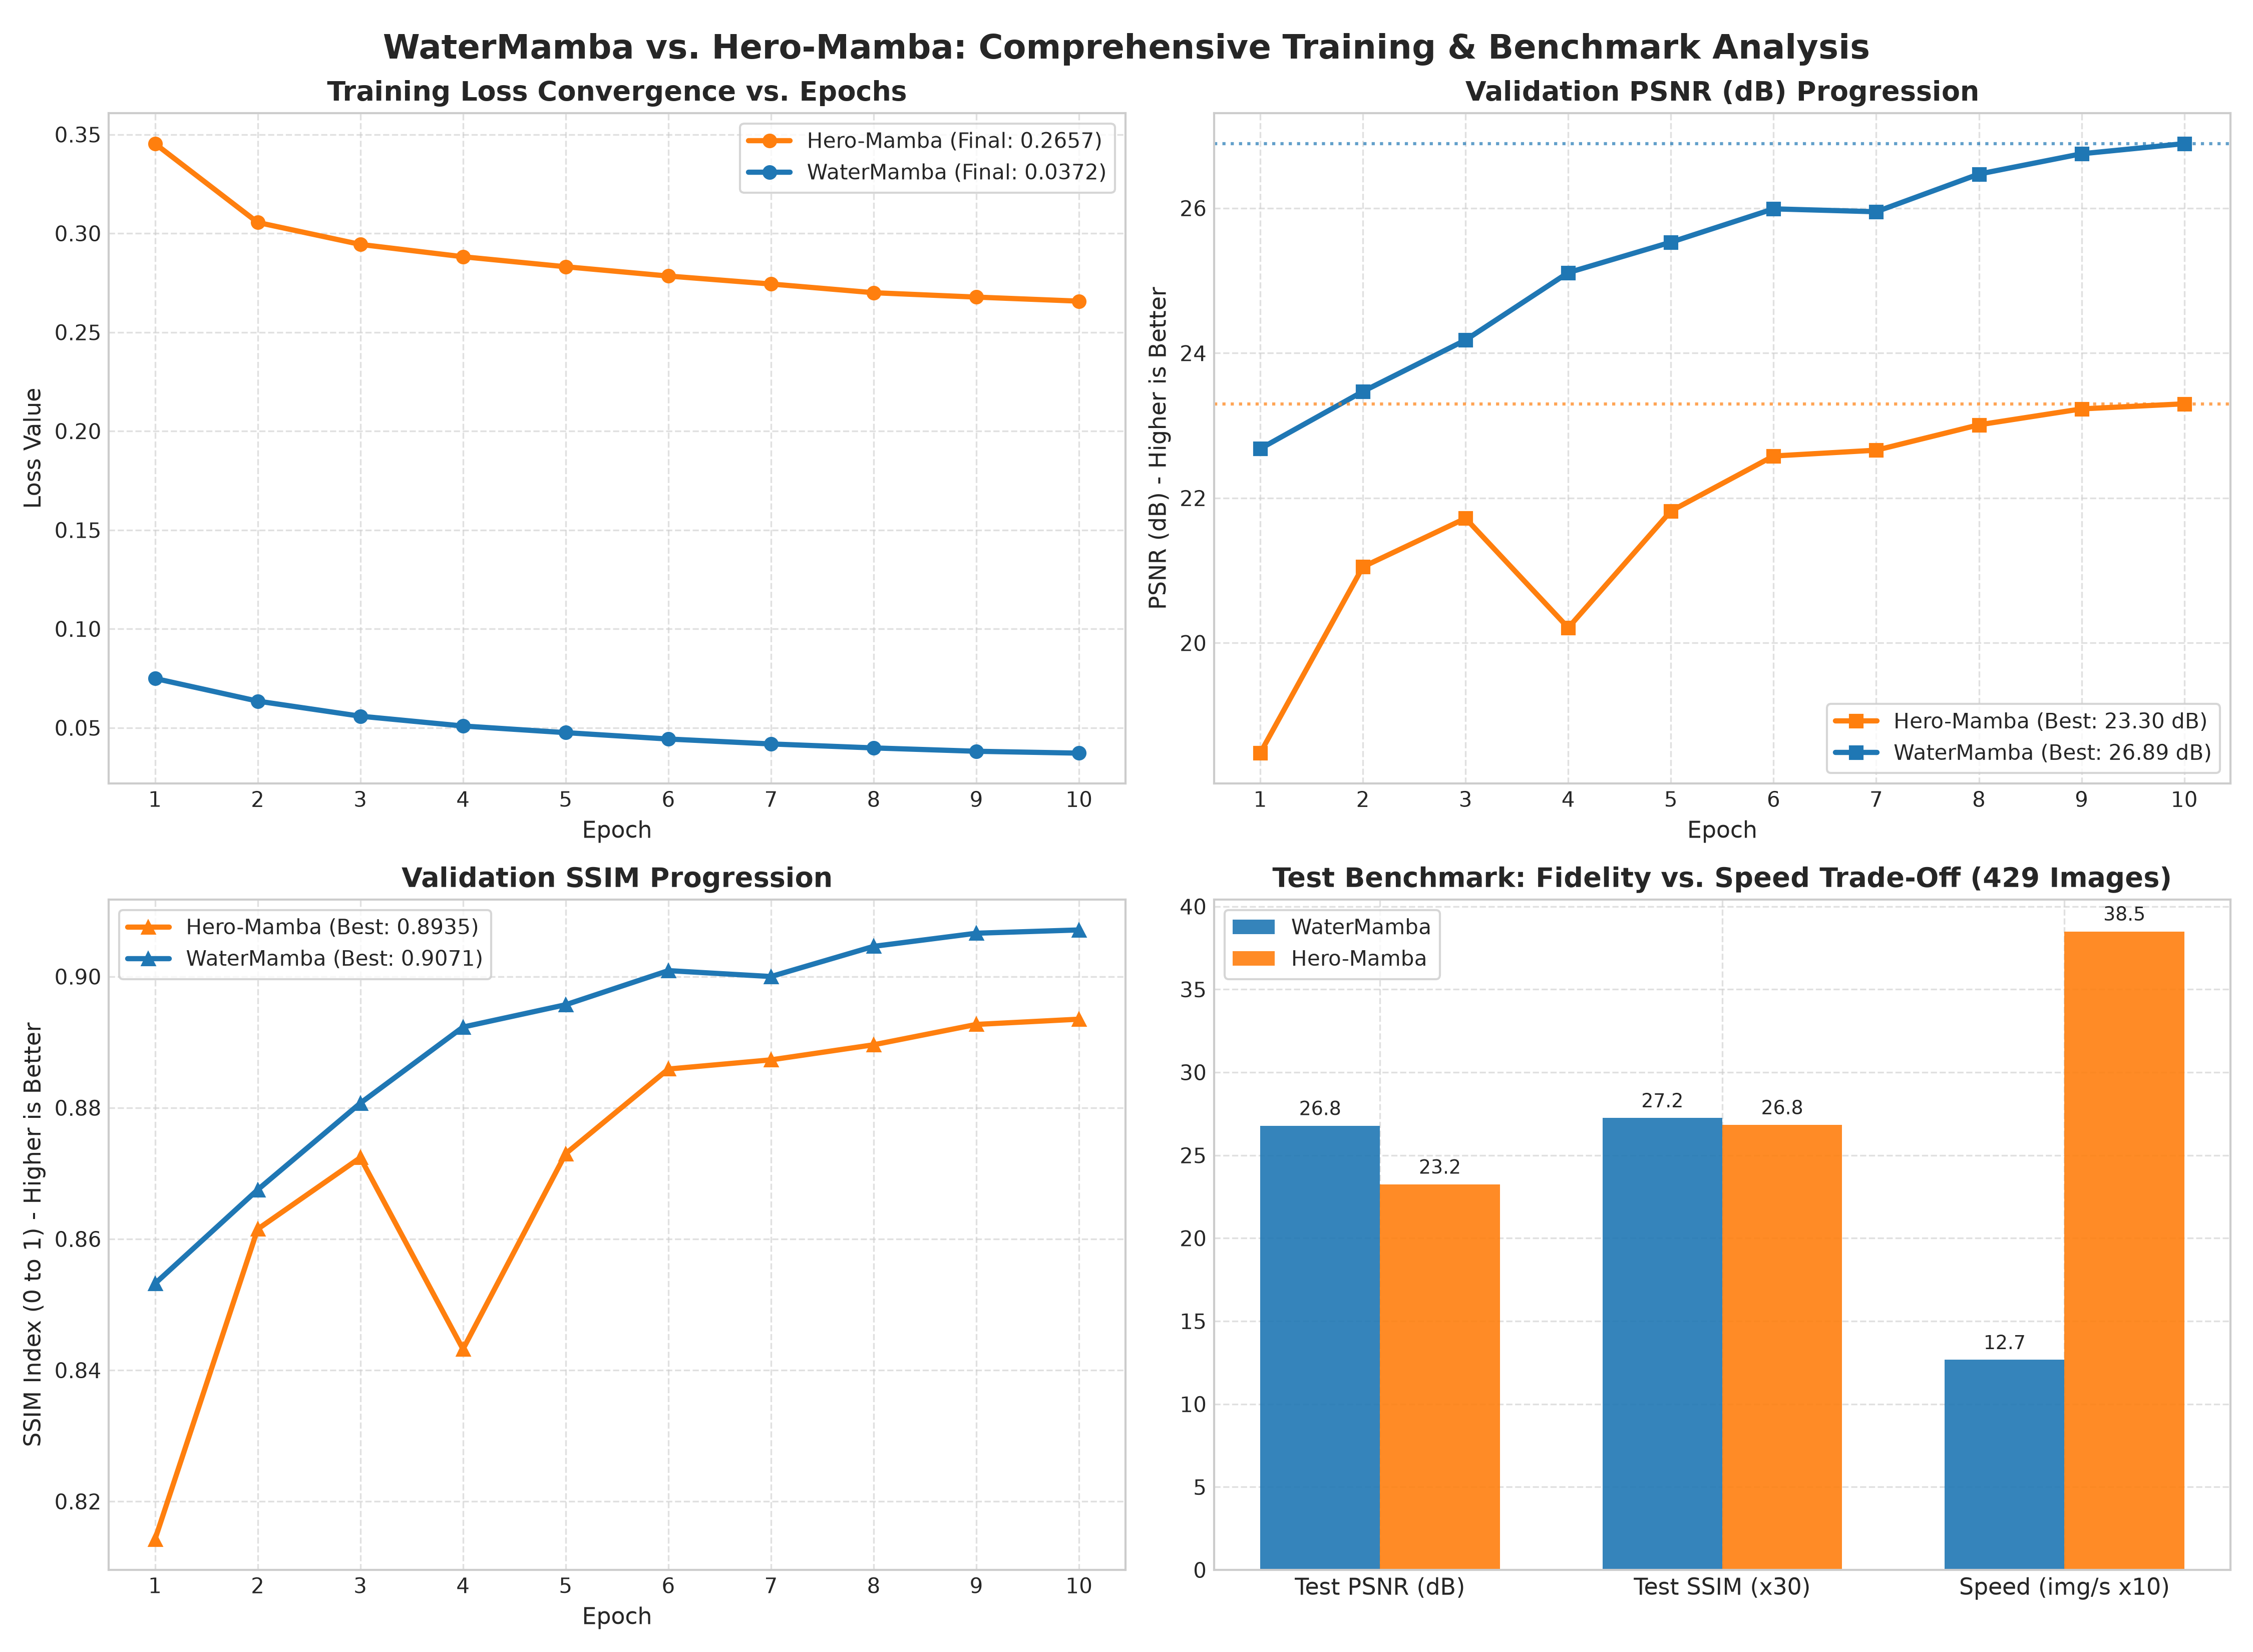 WaterMamba vs. Hero-Mamba: Comprehensive Training & Benchmark Analysis
Training Loss Convergence vs. Epochs
0.35
0.30
0.25
0.20
0.15
0.10
0.05
Loss Value
Hero-Mamba (Final: 0.2657)
WaterMamba (Final: 0.0372)
1 2 3 4 5 6 7 8 9 10
Epoch
Validation PSNR (dB) Progression
26
24
22
20
PSNR (dB) - Higher is Better
Hero-Mamba (Best: 23.30 dB)
WaterMamba (Best: 26.89 dB)
1 2 3 4 5 6 7 8 9 10
Epoch
Validation SSIM Progression
Hero-Mamba (Best: 0.8935)
WaterMamba (Best: 0.9071)
0.90
0.88
0.86
0.84
0.82
SSIM Index (0 to 1) - Higher is Better
1 2 3 4 5 6 7 8 9 10
Epoch
Test Benchmark: Fidelity vs. Speed Trade-Off (429 Images)
WaterMamba
Hero-Mamba
40
35
30
25
20
15
10
5
0
26.8
23.2
27.2
26.8
12.7
38.5
Test PSNR (dB)
Test SSIM (x30)
Speed (img/s x10)